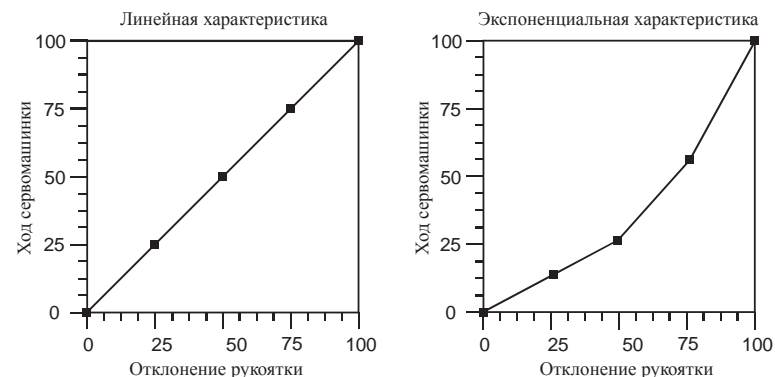 Линейная характеристика
100
75
50
25
0
Ход сервомашинки
0 25 50 75 100
Отклонение рукоятки
Экспоненциальная характеристика
100
75
50
25
0
Ход сервомашинки
0 25 50 75 100
Отклонение рукоятки